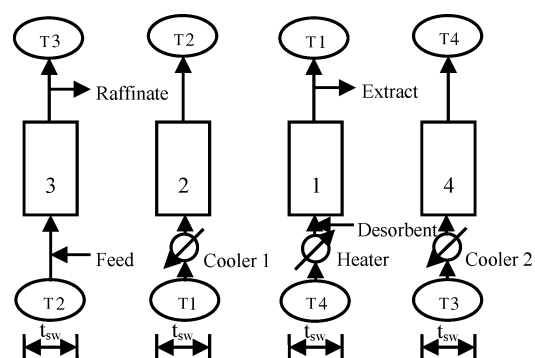 T3 T2 T1 T4
Raffinate
Extract
3 2 1 4
Desorbent
Feed
Cooler 1
Heater
Cooler 2
T2 T1 T4 T3
tsw tsw tsw tsw